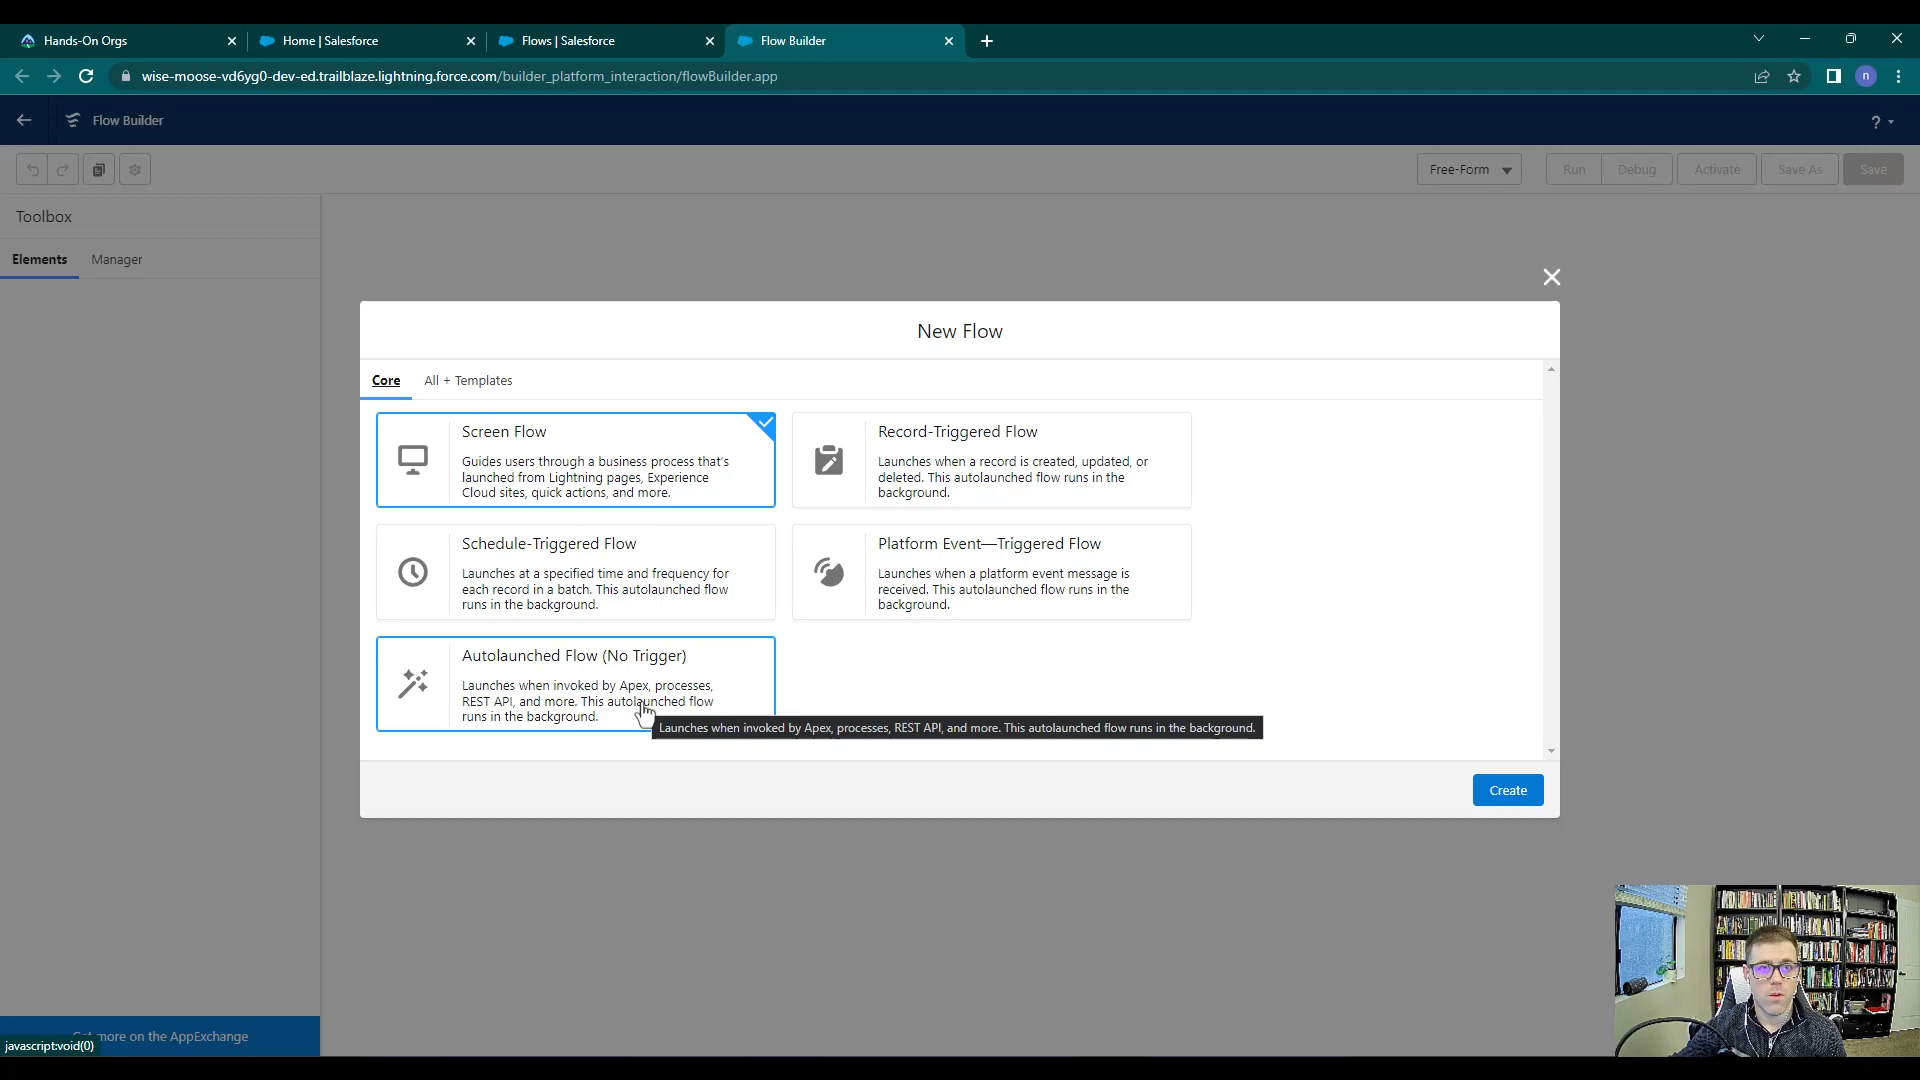 Hands-On Orgs
Home | Salesforce
Flows | Salesforce
Flow Builder
wise-moose-vd6yg0-dev-ed.trailblaze.lightning.force.com/builder_platform_interaction/flowBuilder.app
n
Flow Builder
?
Free-Form
Run
Debug
Activate
Save As
Save
Toolbox
Elements
Manager
New Flow
Core
All + Templates
Screen Flow
Guides users through a business process that's
launched from Lightning pages, Experience
Cloud sites, quick actions, and more.
Record-Triggered Flow
Launches when a record is created, updated, or
deleted. This autolaunched flow runs in the
background.
Schedule-Triggered Flow
Launches at a specified time and frequency for
each record in a batch. This autolaunched flow
runs in the background.
Platform Event—Triggered Flow
Launches when a platform event message is
received. This autolaunched flow runs in the
background.
Autolaunched Flow (No Trigger)
Launches when invoked by Apex, processes,
REST API, and more. This autolaunched flow
runs in the background.
Launches when invoked by Apex, processes, REST API, and more. This autolaunched flow runs in the background.
Create
more on the AppExchange
javascript:void(0)